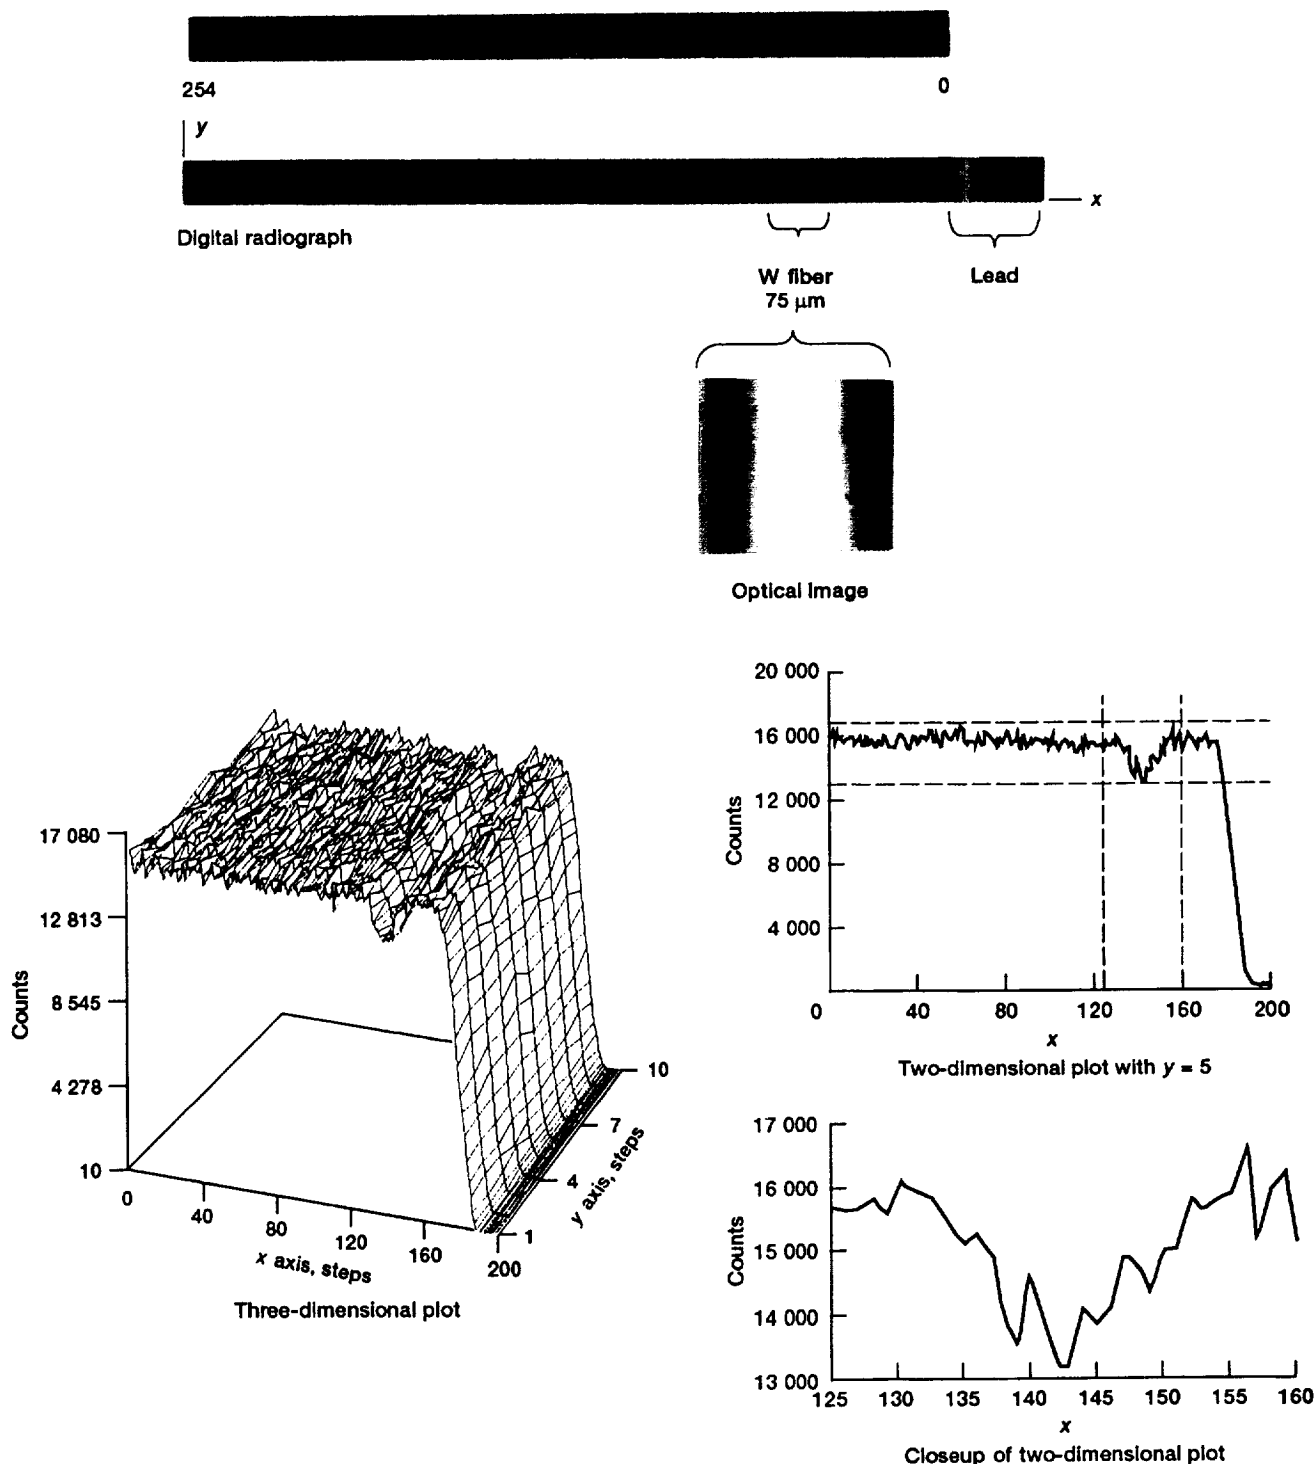 254 0
y
x
Digital radiograph
W fiber
75 μm
Lead
Optical image
17 080
12 813
8 545
4 278
10
Counts
0
40
80
120
160
200
x axis, steps
1
4
7
10
y axis, steps
Three-dimensional plot
20 000
16 000
12 000
8 000
4 000
Counts
0 40 80 120 160 200
x
Two-dimensional plot with y = 5
17 000
16 000
15 000
14 000
13 000
Counts
125 130 135 140 145 150 155 160
x
Closeup of two-dimensional plot